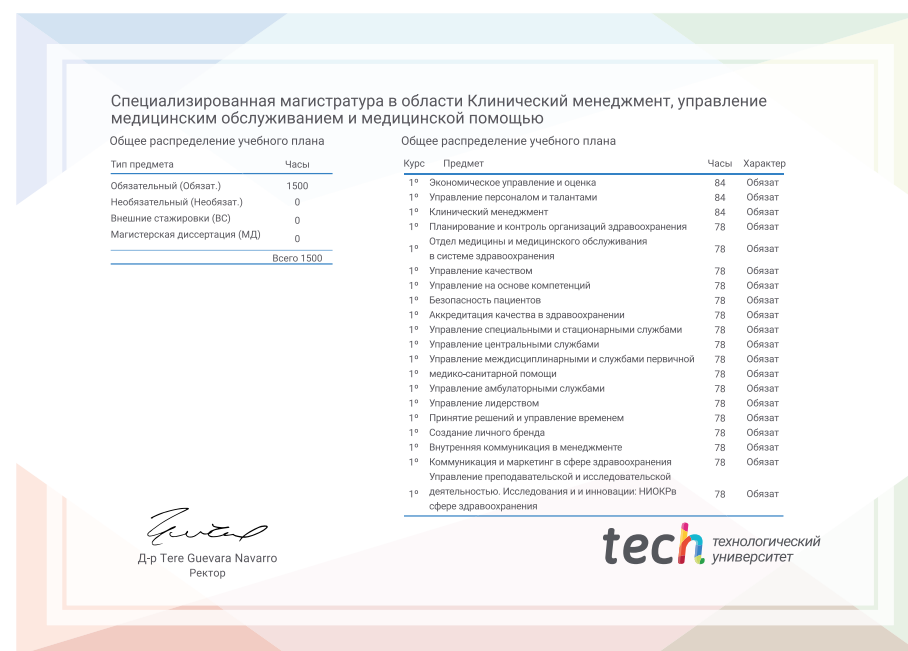 Специализированная магистратура в области Клинический менеджмент, управление
медицинским обслуживанием и медицинской помощью
Общее распределение учебного плана
Тип предмета Часы
Обязательный (Обязат.) 1500
Необязательный (Необязат.) 0
Внешние стажировки (ВС) 0
Магистерская диссертация (МД) 0
Всего 1500
Общее распределение учебного плана
Курс Предмет Часы Характер
1º Экономическое управление и оценка 84 Обязат
1º Управление персоналом и талантами 84 Обязат
1º Клинический менеджмент 84 Обязат
1º Планирование и контроль организаций здравоохранения 78 Обязат
Отдел медицины и медицинского обслуживания
1º в системе здравоохранения 78 Обязат
1º Управление качеством 78 Обязат
1º Управление на основе компетенций 78 Обязат
1º Безопасность пациентов 78 Обязат
1º Аккредитация качества в здравоохранении 78 Обязат
1º Управление специальными и стационарными службами 78 Обязат
1º Управление центральными службами 78 Обязат
1º Управление междисциплинарными и службами первичной 78 Обязат
1º медико-санитарной помощи 78 Обязат
1º Управление амбулаторными службами 78 Обязат
1º Управление лидерством 78 Обязат
1º Принятие решений и управление временем 78 Обязат
1º Создание личного бренда 78 Обязат
1º Внутренняя коммуникация в менеджменте 78 Обязат
1º Коммуникация и маркетинг в сфере здравоохранения 78 Обязат
Управление преподавательской и исследовательской
1º деятельностью. Исследования и и инновации: НИОКРв 78 Обязат
сфере здравоохранения
Д-р Tere Guevara Navarro
Ректор
tech технологический
университет